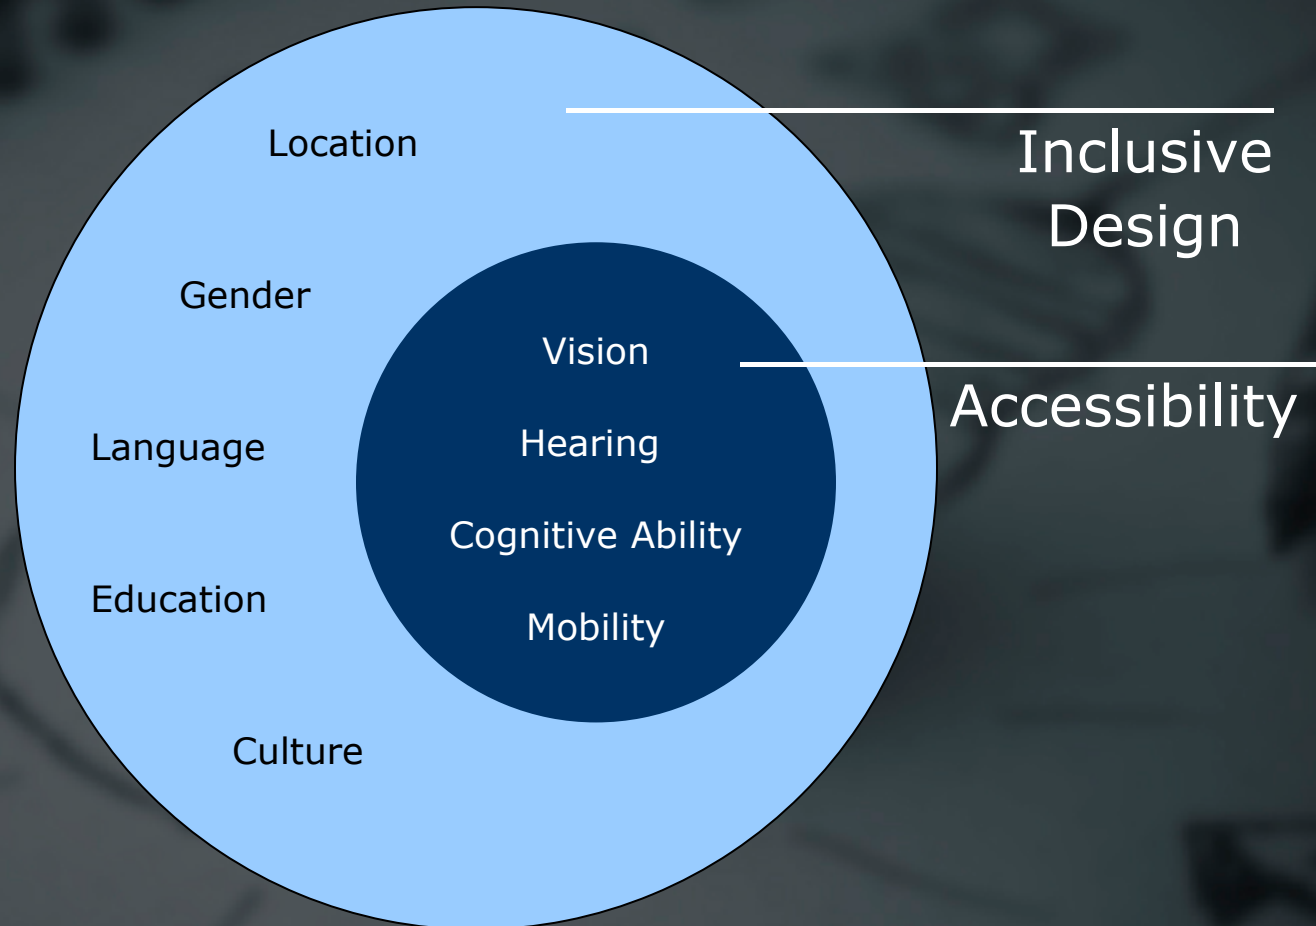 Location
Inclusive
Design
Gender
Vision
Accessibility
Language
Hearing
Cognitive Ability
Education
Mobility
Culture